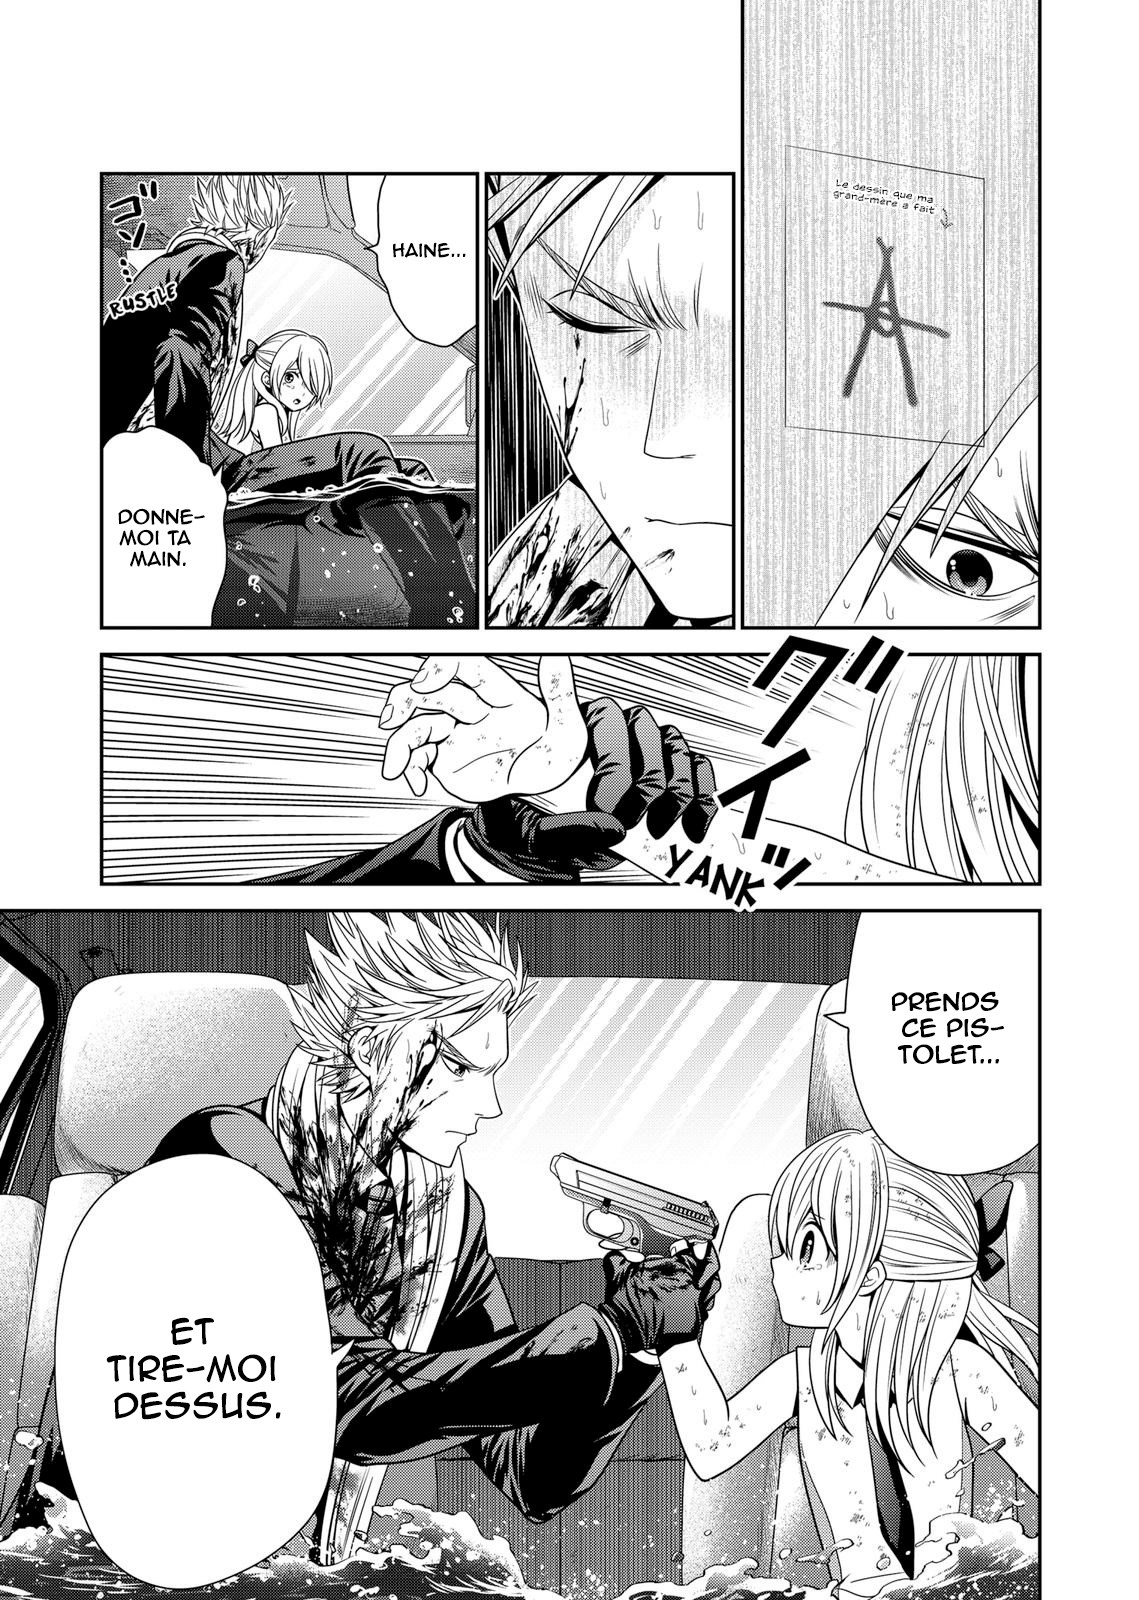 Le dessin que ma
grand-mère a fait
HAINE...
ゴソ…
RUSTLE
DONNE-
MOI TA
MAIN.
グイッ
YANK
PRENDS
CE PIS-
TOLET...
ET
TIRE-MOI
DESSUS.